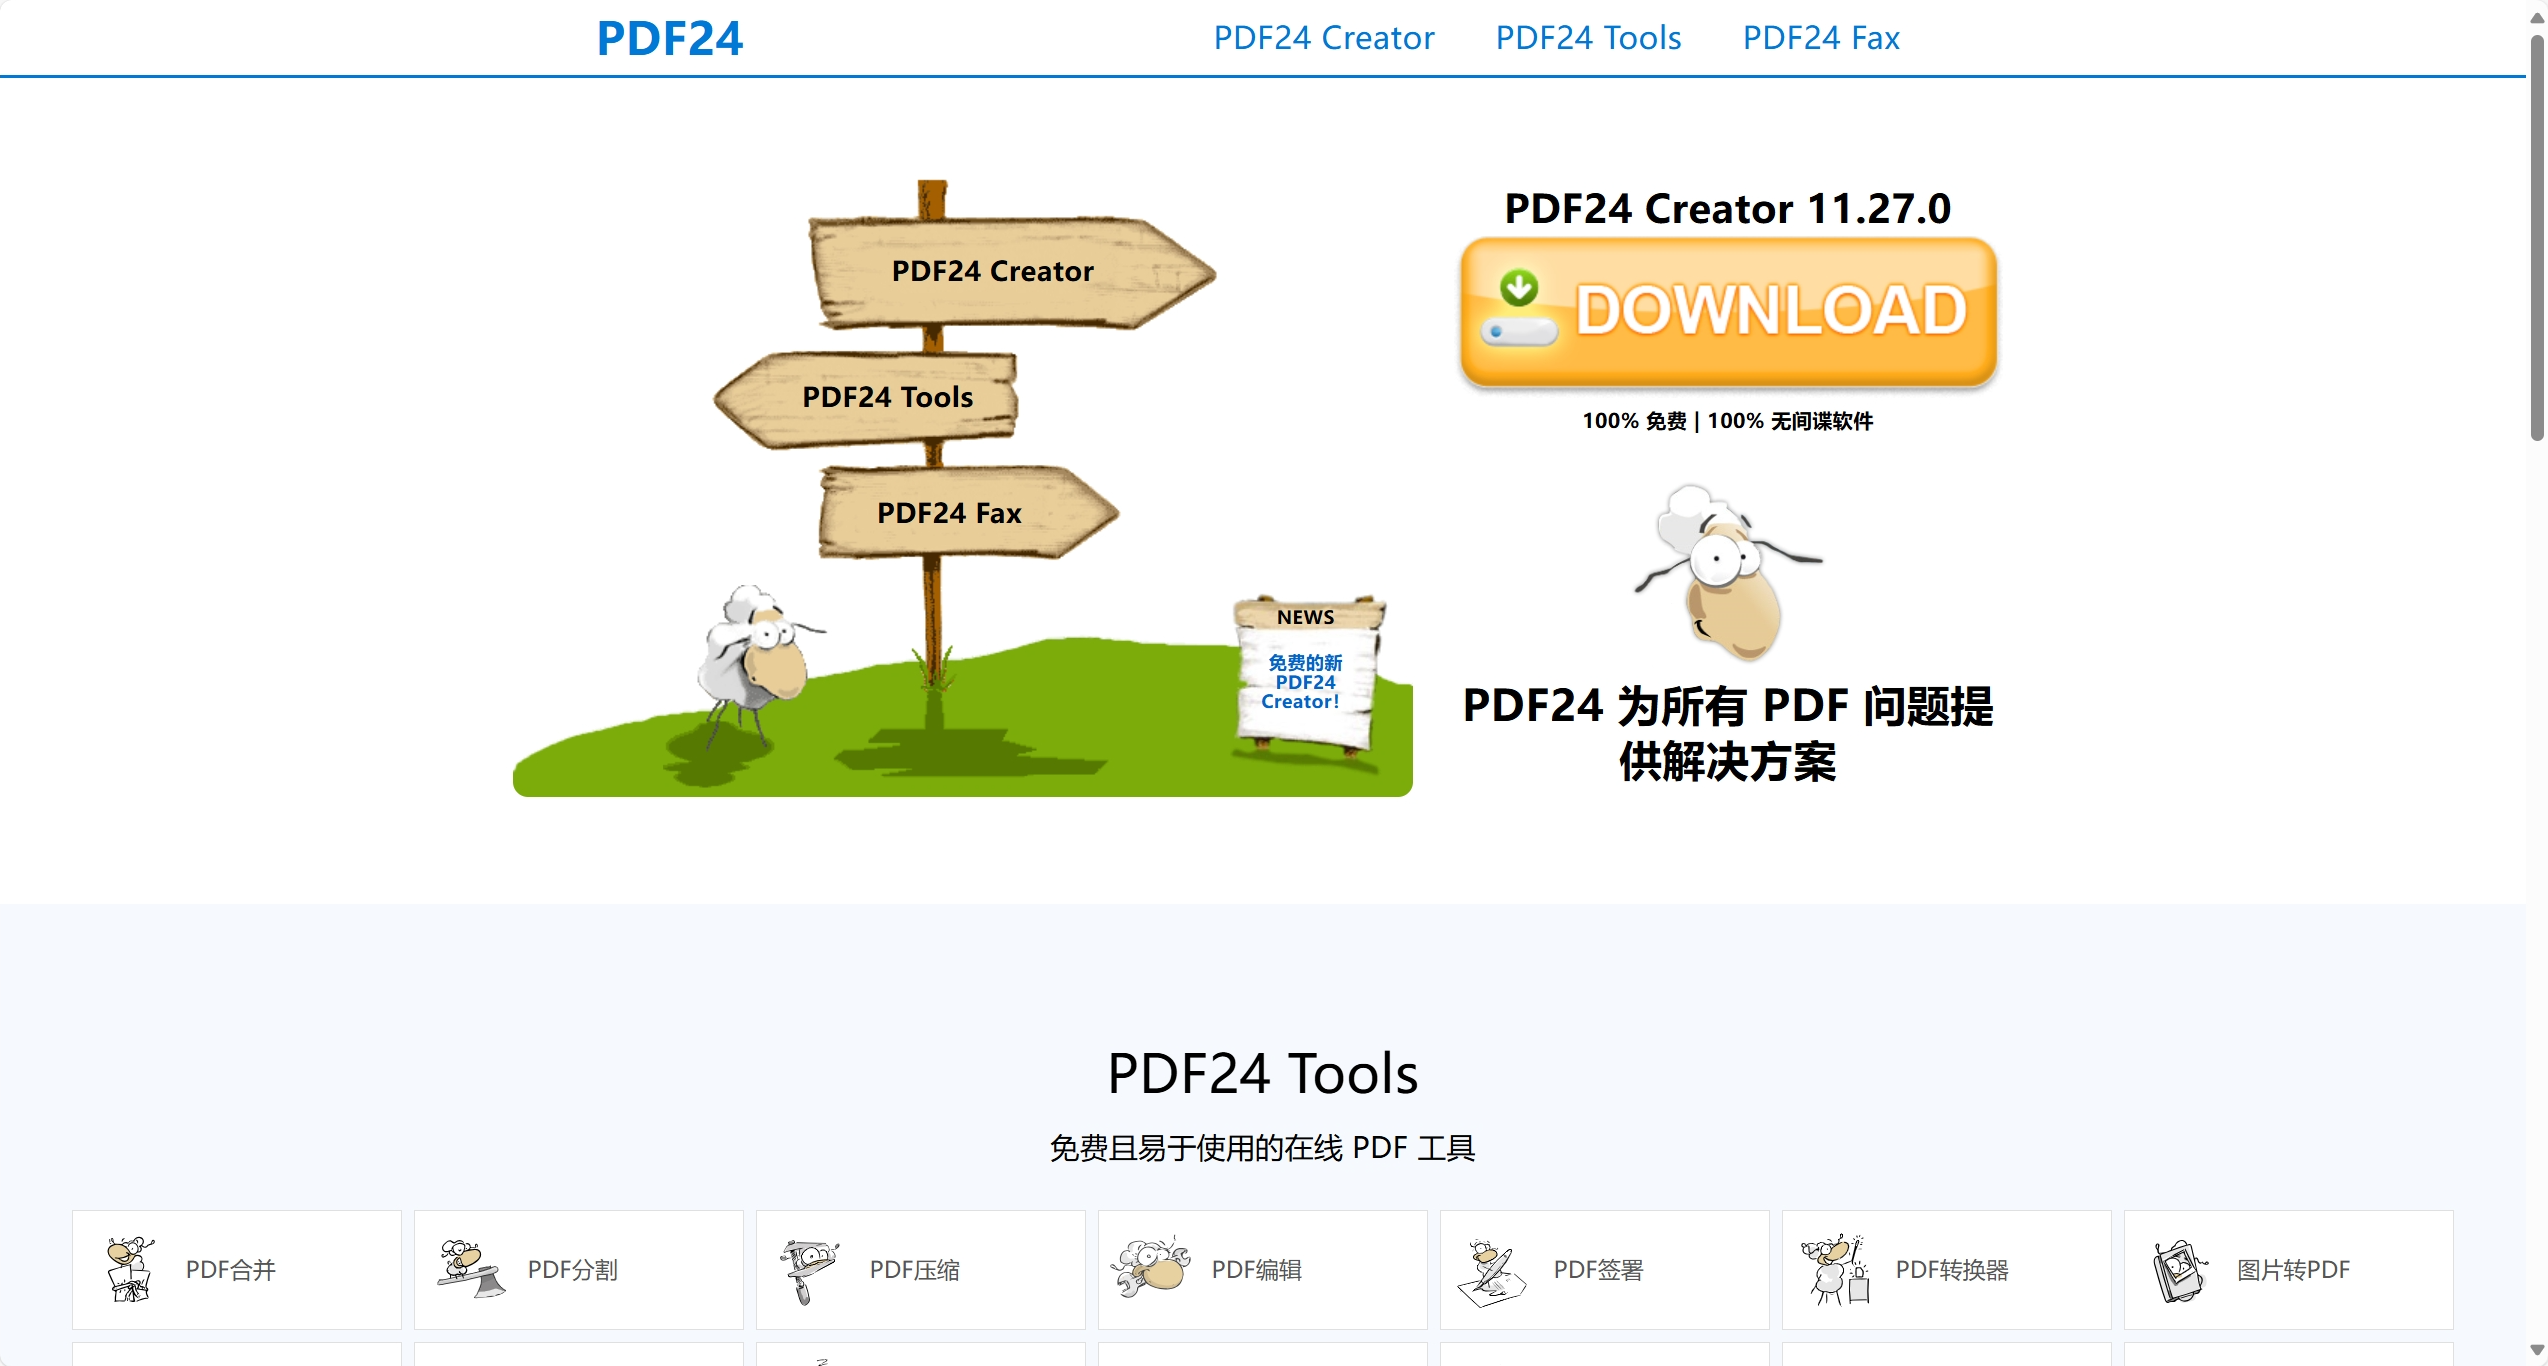 PDF24
PDF24 Creator
PDF24 Tools
PDF24 Fax
PDF24 Creator
PDF24 Tools
PDF24 Fax
NEWS
免费的新
PDF24
Creator!
PDF24 Creator 11.27.0
DOWNLOAD
100% 免费 | 100% 无间谍软件
PDF24 为所有 PDF 问题提
供解决方案
PDF24 Tools
免费且易于使用的在线 PDF 工具
PDF合并
PDF分割
PDF压缩
PDF编辑
PDF签署
PDF转换器
图片转PDF